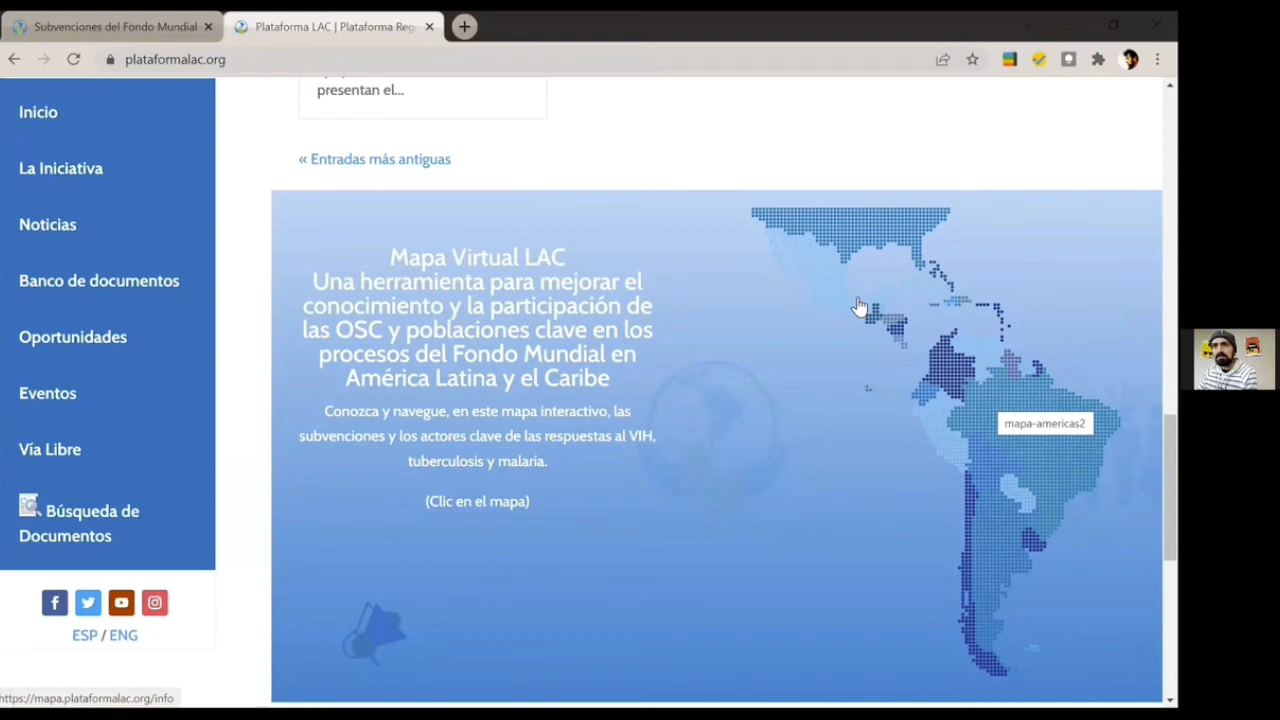 Subvenciones del Fondo Mundial
Plataforma LAC | Plataforma Reg
plataformalac.org
Inicio
La Iniciativa
Noticias
Banco de documentos
Oportunidades
Eventos
Vía Libre
Búsqueda de
Documentos
ESP / ENG
https://mapa.plataformalac.org/info
presentan el...
« Entradas más antiguas
Mapa Virtual LAC
Una herramienta para mejorar el
conocimiento y la participación de
las OSC y poblaciones clave en los
procesos del Fondo Mundial en
América Latina y el Caribe
Conozca y navegue, en este mapa interactivo, las
subvenciones y los actores clave de las respuestas al VIH,
tuberculosis y malaria.
(Clic en el mapa)
mapa-americas2